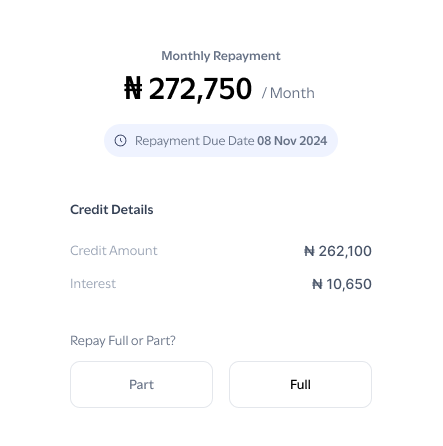 Monthly Repayment
₦ 272,750 / Month
Repayment Due Date 08 Nov 2024
Credit Details
Credit Amount ₦ 262,100
Interest ₦ 10,650
Repay Full or Part?
Part Full